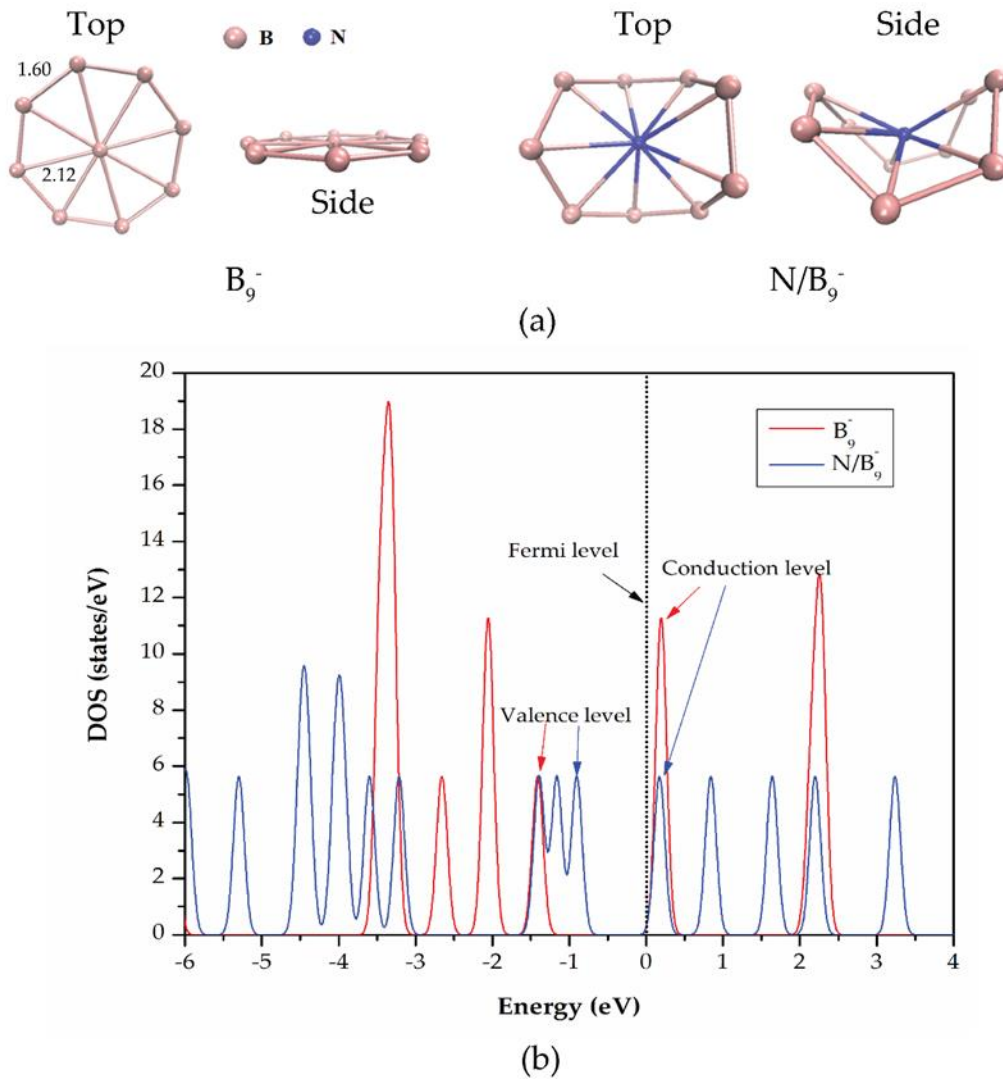 Top
B N
Top
Side
1.60
2.12
Side
B₉⁻
N/B₉⁻
(a)
20
18
16
14
12
10
8
6
4
2
0
DOS (states/eV)
B₉⁻
N/B₉⁻
Fermi level
Conduction level
Valence level
-6 -5 -4 -3 -2 -1 0 1 2 3 4
Energy (eV)
(b)